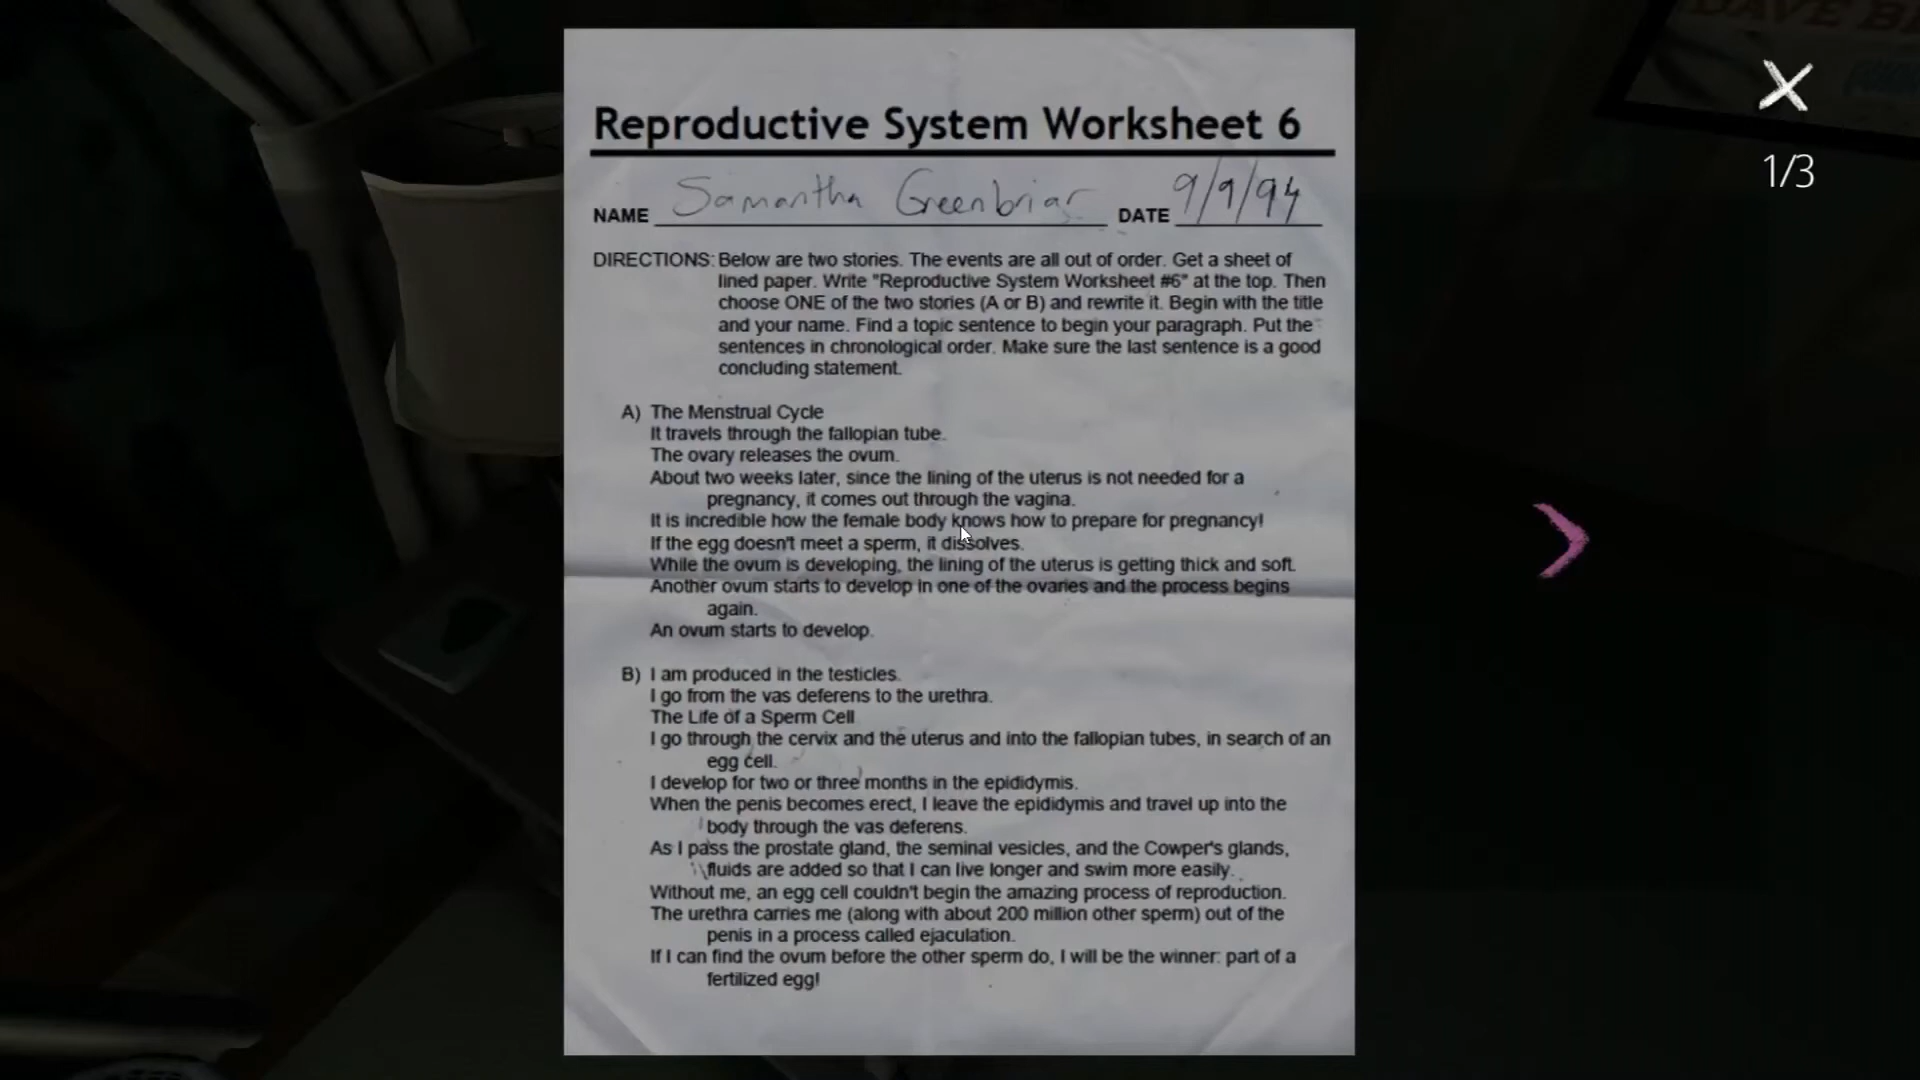 DAVE B
1/3
Reproductive System Worksheet 6
NAME Samantha Greenbriar DATE 9/9/94
DIRECTIONS: Below are two stories. The events are all out of order. Get a sheet of
lined paper. Write "Reproductive System Worksheet #6" at the top. Then
choose ONE of the two stories (A or B) and rewrite it. Begin with the title
and your name. Find a topic sentence to begin your paragraph. Put the
sentences in chronological order. Make sure the last sentence is a good
concluding statement.
A) The Menstrual Cycle
It travels through the fallopian tube.
The ovary releases the ovum.
About two weeks later, since the lining of the uterus is not needed for a
pregnancy, it comes out through the vagina.
It is incredible how the female body knows how to prepare for pregnancy!
If the egg doesn't meet a sperm, it dissolves.
While the ovum is developing, the lining of the uterus is getting thick and soft.
Another ovum starts to develop in one of the ovaries and the process begins
again.
An ovum starts to develop.
B) I am produced in the testicles.
I go from the vas deferens to the urethra.
The Life of a Sperm Cell
I go through the cervix and the uterus and into the fallopian tubes, in search of an
egg cell.
I develop for two or three months in the epididymis.
When the penis becomes erect, I leave the epididymis and travel up into the
body through the vas deferens.
As I pass the prostate gland, the seminal vesicles, and the Cowper's glands,
fluids are added so that I can live longer and swim more easily.
Without me, an egg cell couldn't begin the amazing process of reproduction.
The urethra carries me (along with about 200 million other sperm) out of the
penis in a process called ejaculation.
If I can find the ovum before the other sperm do, I will be the winner: part of a
fertilized egg!